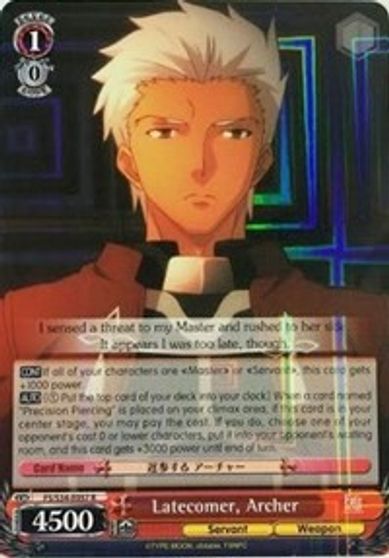 1
0
I sensed a threat to my Master and rushed to her side.
It appears I was too late, though.
CONT If all of your characters are «Master» or «Servant», this card gets
+1000 power.
AUTO [① Put the top card of your deck into your clock] When a card named
"Precision Piercing" is placed on your climax area, if this card is in your
center stage, you may pay the cost. If you do, choose one of your
opponent's cost 0 or lower characters, put it into your opponent's waiting
room, and this card gets +3000 power until end of turn.
Card Name
アーチャー
4500
Latecomer, Archer
Servant
Weapon